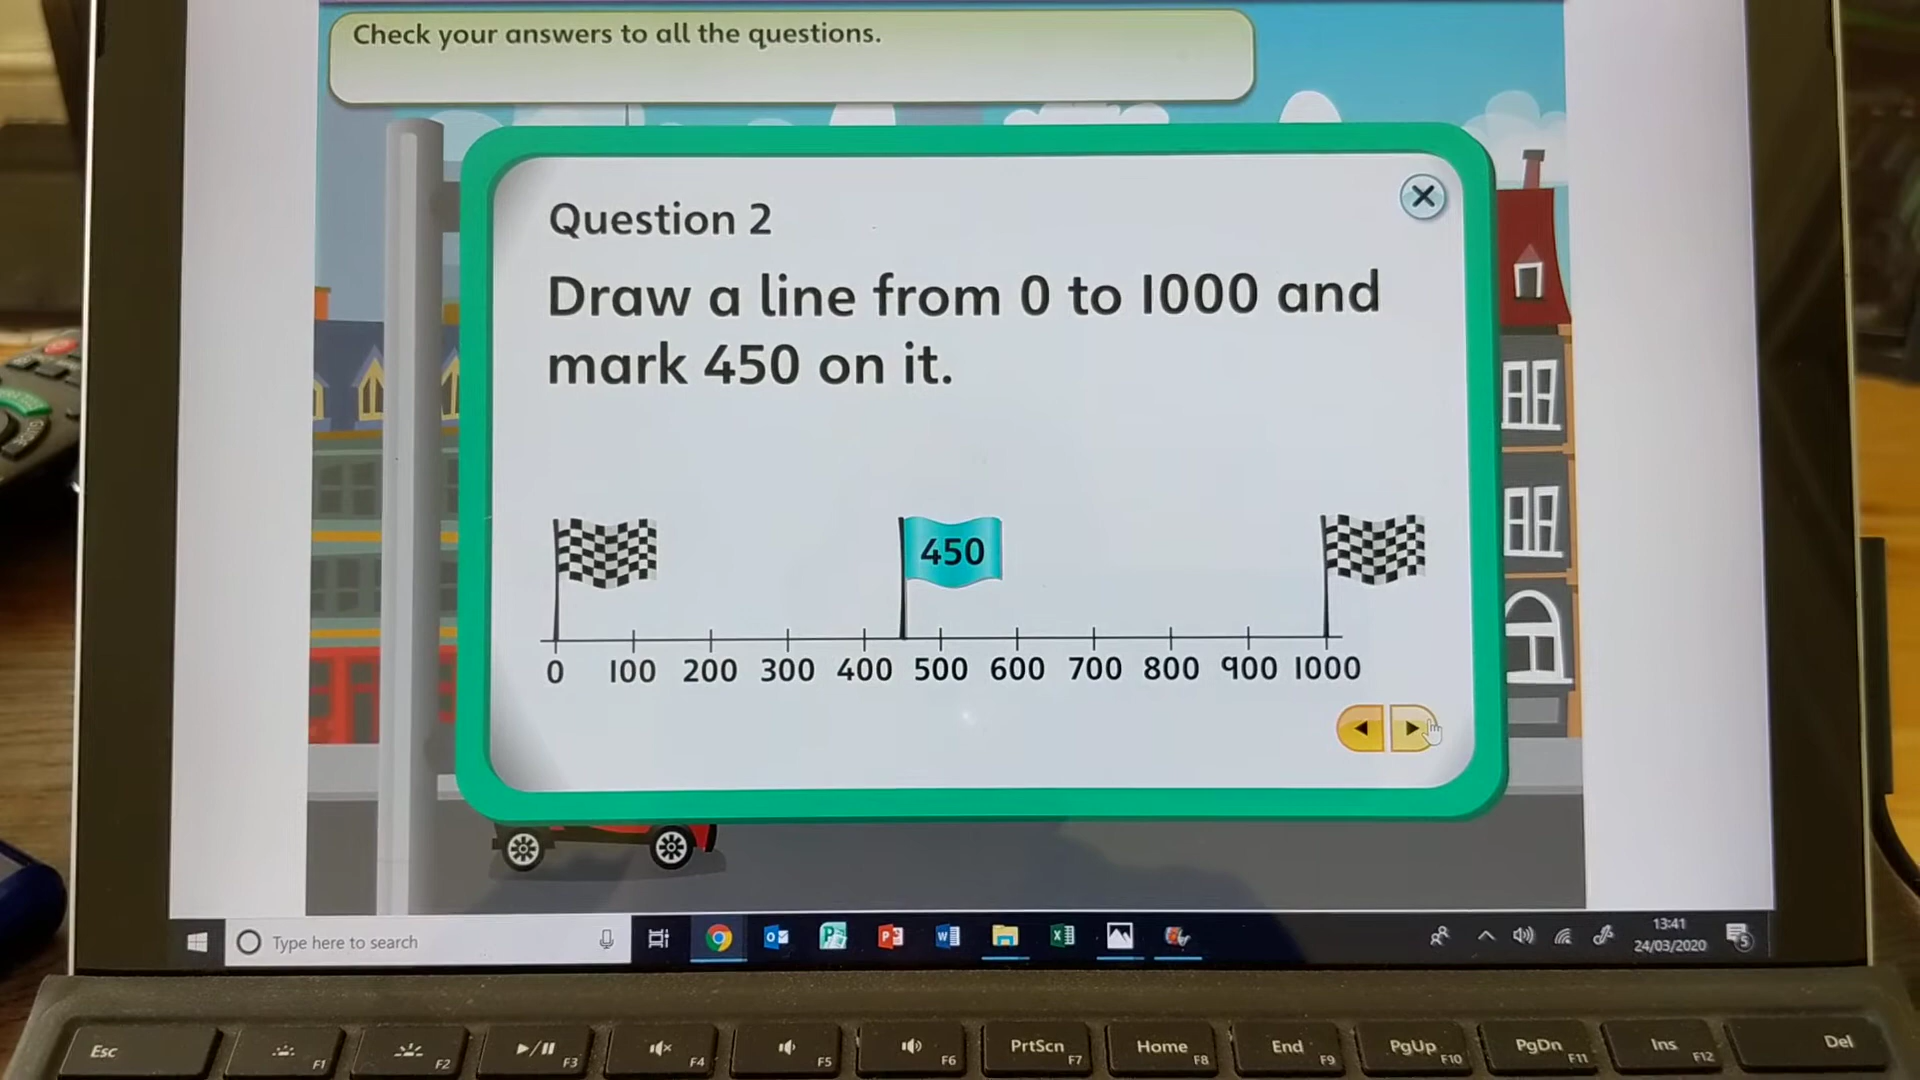 Check your answers to all the questions.
Question 2
Draw a line from 0 to 1000 and
mark 450 on it.
450
0 100 200 300 400 500 600 700 800 900 1000
Type here to search
13:41
24/03/2020
5
Esc F1 F2 F3 F4 F5 F6 PrtScn F7 Home F8 End F9 PgUp F10 PgDn F11 Ins F12 Del